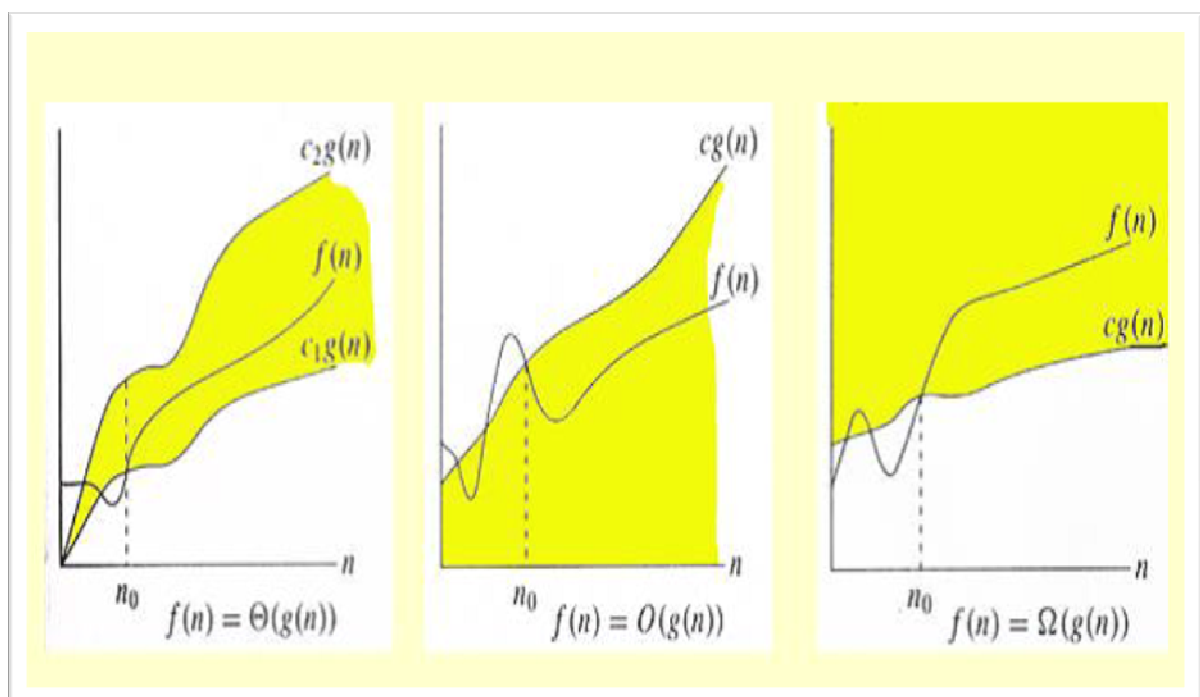 c₂g(n)
f(n)
c₁g(n)
n
n₀
f(n) = Θ(g(n))
cg(n)
f(n)
n
n₀
f(n) = O(g(n))
f(n)
cg(n)
n
n₀
f(n) = Ω(g(n))